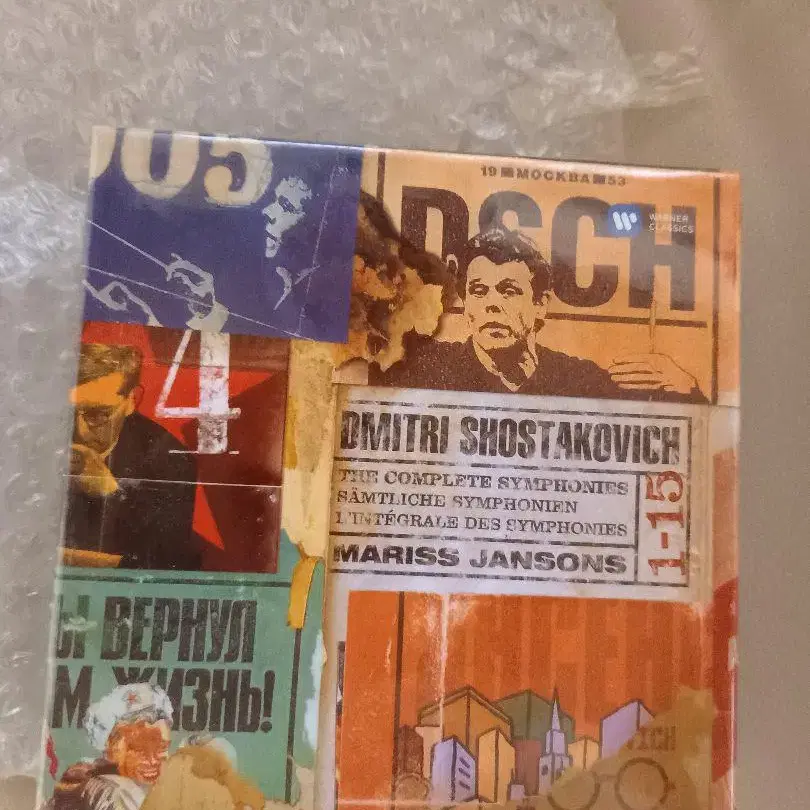 005
19 МОСКВА 53
DSCH
WARNER
CLASSICS
4
DMITRI SHOSTAKOVICH
THE COMPLETE SYMPHONIES
SÄMTLICHE SYMPHONIEN
L'INTÉGRALE DES SYMPHONIES
1-15
MARISS JANSONS
Ы ВЕРНУЛ
М ЖИЗНЬ!